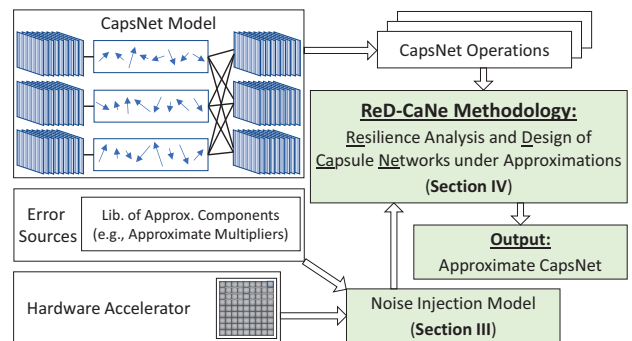 CapsNet Model
CapsNet Operations
ReD-CaNe Methodology:
Resilience Analysis and Design of
Capsule Networks under Approximations
(Section IV)
Error
Sources
Lib. of Approx. Components
(e.g., Approximate Multipliers)
Output:
Approximate CapsNet
Hardware Accelerator
Noise Injection Model
(Section III)